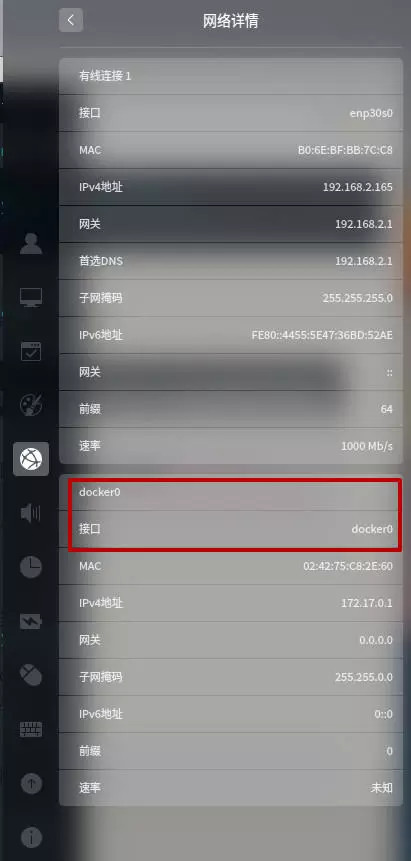 网络详情
有线连接 1
接口 enp30s0
MAC B0:6E:BF:BB:7C:C8
IPv4地址 192.168.2.165
网关 192.168.2.1
首选DNS 192.168.2.1
子网掩码 255.255.255.0
IPv6地址 FE80::4455:5E47:36BD:52AE
网关 ::
前缀 64
速率 1000 Mb/s
docker0
接口 docker0
MAC 02:42:75:C8:2E:60
IPv4地址 172.17.0.1
网关 0.0.0.0
子网掩码 255.255.0.0
IPv6地址 0::0
前缀 0
速率 未知